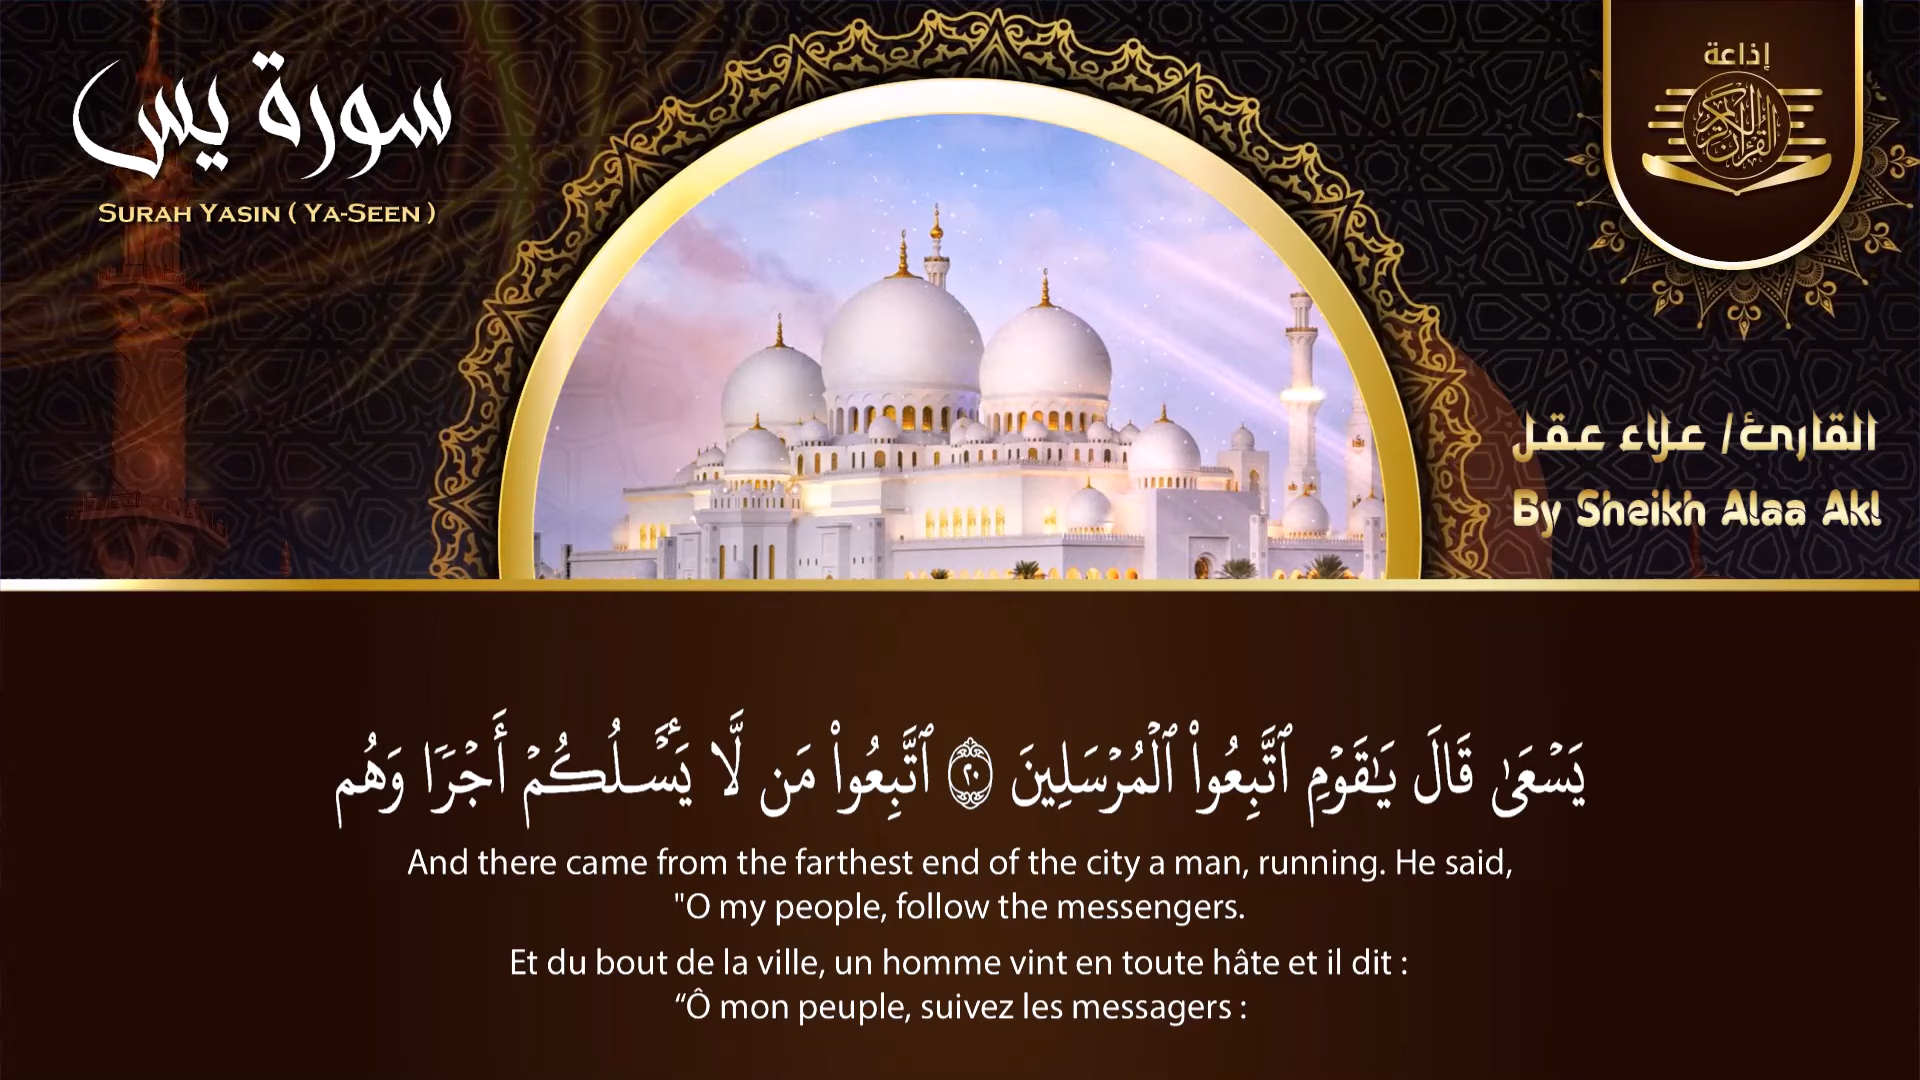 سورة يس
SURAH YASIN ( YA-SEEN )
إذاعة
القرآن الكريم
القارئ / علاء عقل
By Sheikh Alaa Akl
يَسْعَىٰ قَالَ يَـٰقَوْمِ ٱتَّبِعُوا۟ ٱلْمُرْسَلِينَ ٢٠ ٱتَّبِعُوا۟ مَن لَّا يَسْـَٔلُكُمْ أَجْرًا وَهُم
And there came from the farthest end of the city a man, running. He said,
"O my people, follow the messengers.
Et du bout de la ville, un homme vint en toute hâte et il dit :
“Ô mon peuple, suivez les messagers :